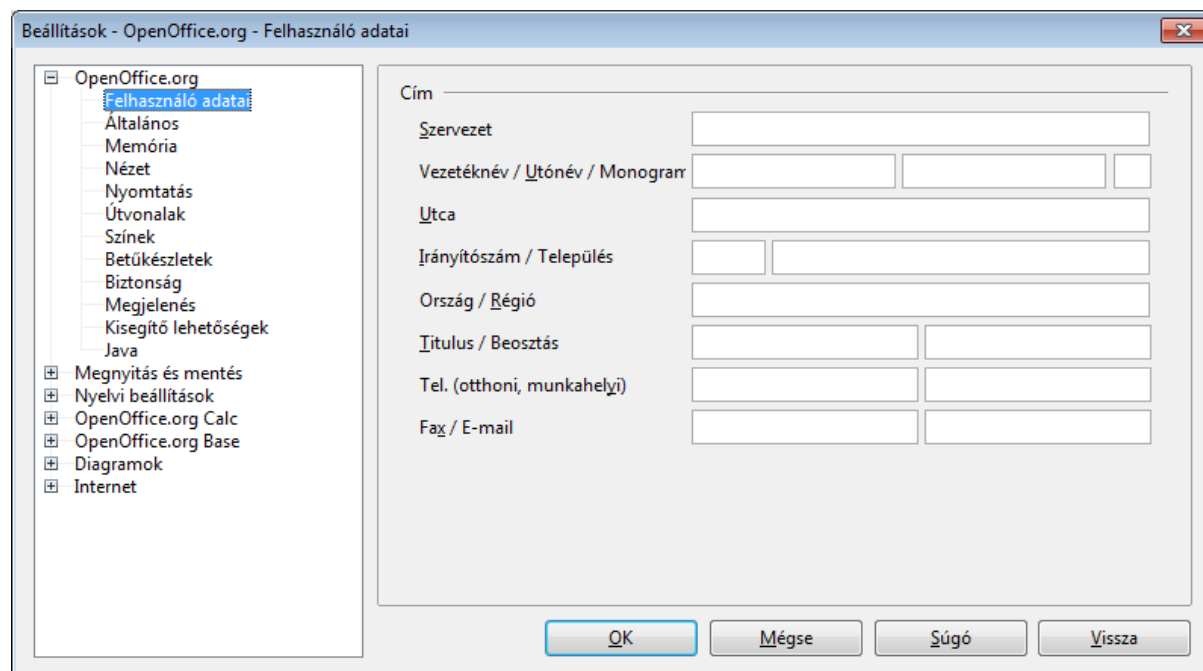 Beállítások - OpenOffice.org - Felhasználó adatai
OpenOffice.org
Felhasználó adatai
Általános
Memória
Nézet
Nyomtatás
Útvonalak
Színek
Betűkészletek
Biztonság
Megjelenés
Kisegítő lehetőségek
Java
Megnyitás és mentés
Nyelvi beállítások
OpenOffice.org Calc
OpenOffice.org Base
Diagramok
Internet
Cím
Szervezet
Vezetéknév / Utónév / Monogram
Utca
Irányítószám / Település
Ország / Régió
Titulus / Beosztás
Tel. (otthoni, munkahelyi)
Fax / E-mail
OK Mégse Súgó Vissza